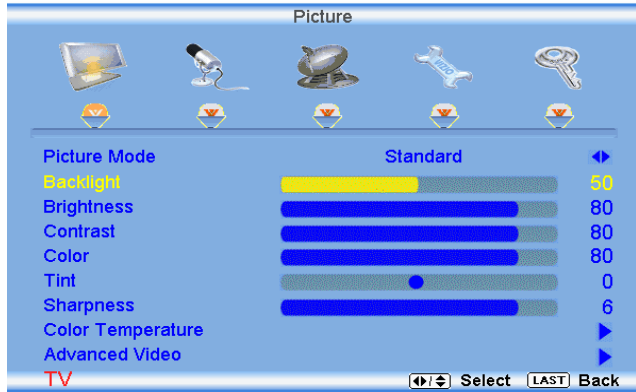 Picture
Picture Mode Standard
Backlight 50
Brightness 80
Contrast 80
Color 80
Tint 0
Sharpness 6
Color Temperature
Advanced Video
TV Select LAST Back